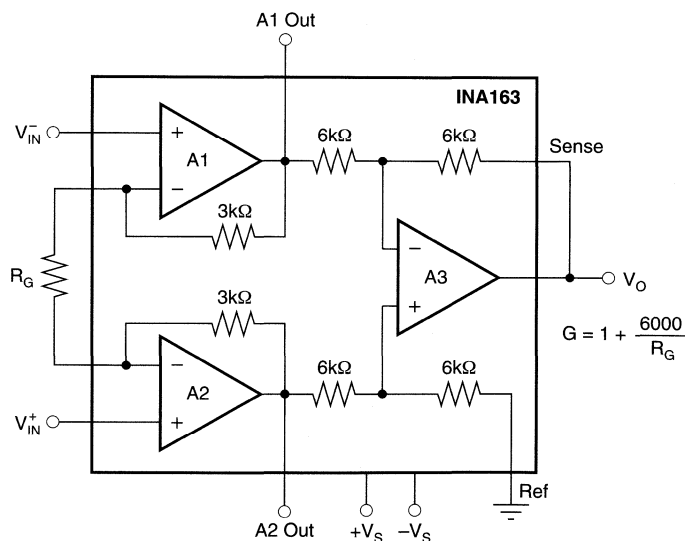 A1 Out
INA163
V⁻IN
+
A1
−
6kΩ
6kΩ
Sense
3kΩ
RG
−
A3
+
VO
3kΩ
G = 1 + 6000
RG
−
A2
+
V⁺IN
6kΩ
6kΩ
Ref
A2 Out
+VS
−VS